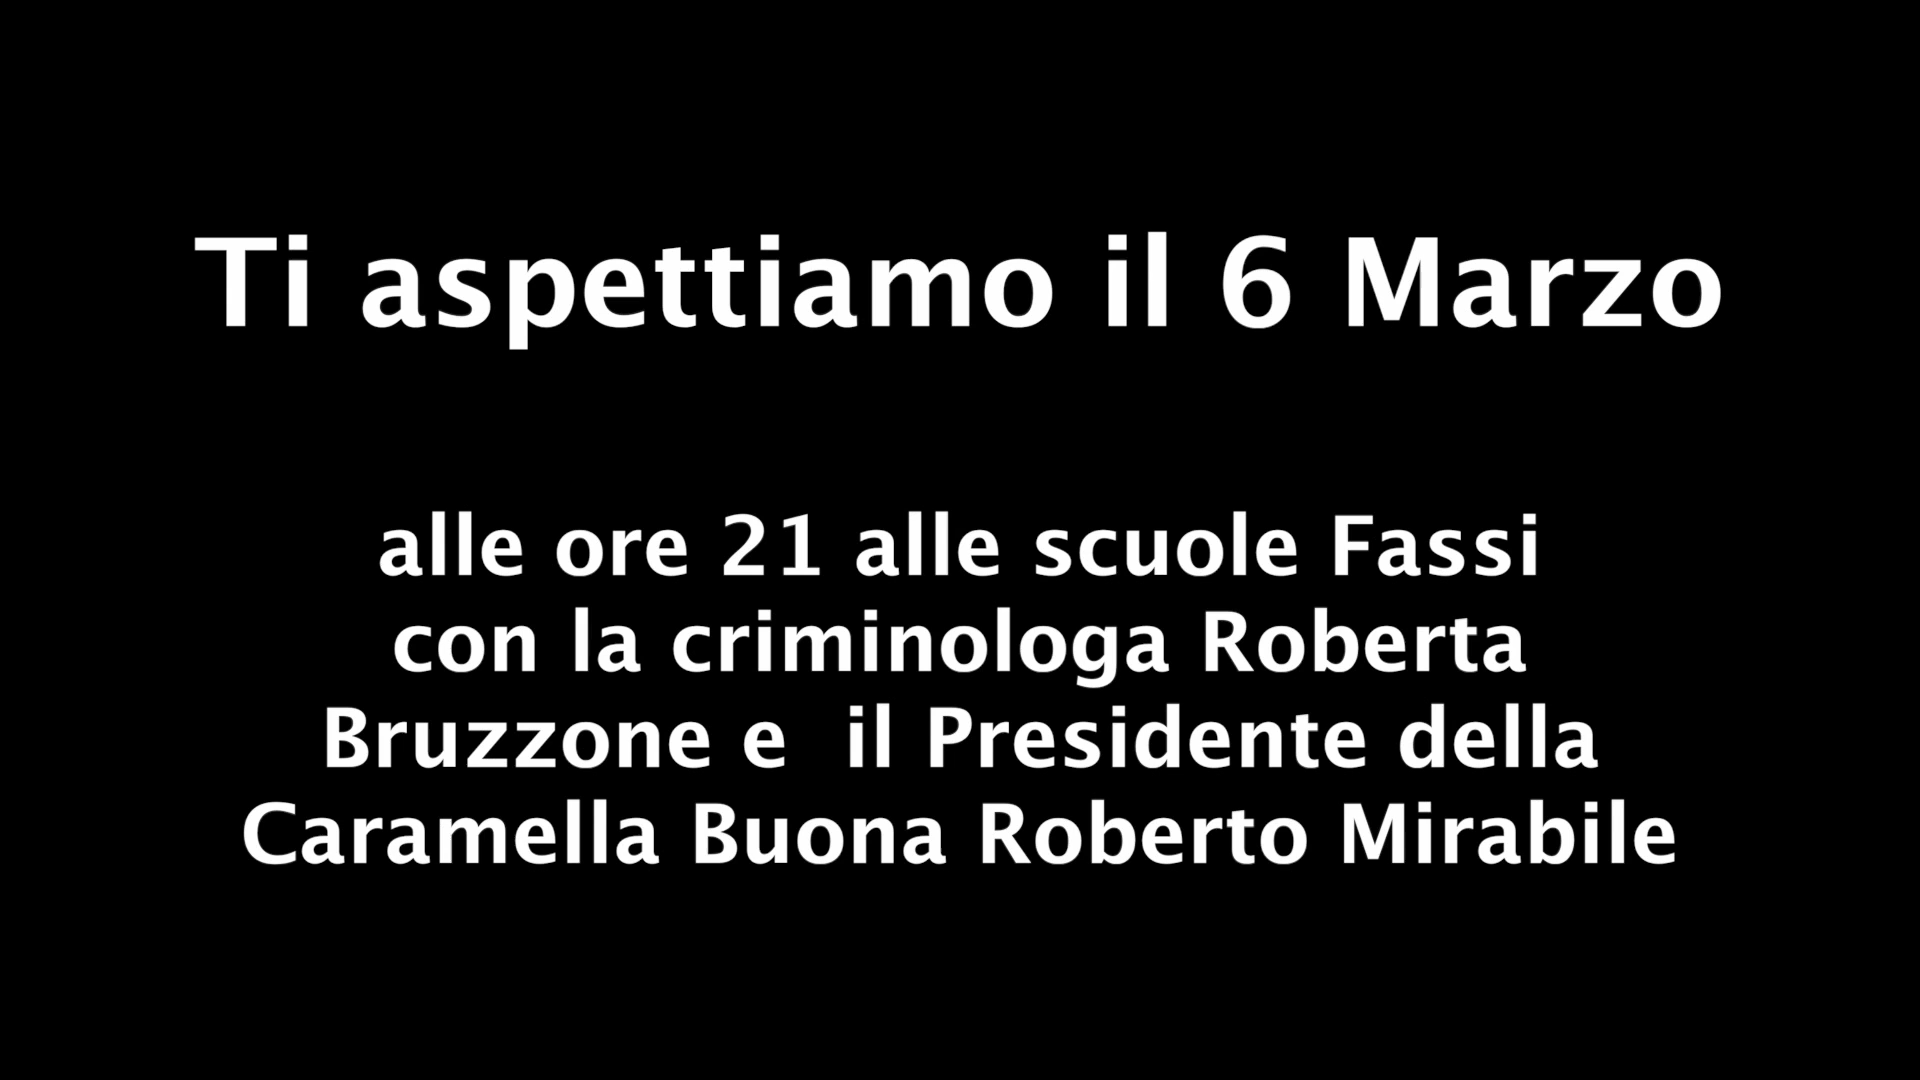 Ti aspettiamo il 6 Marzo
alle ore 21 alle scuole Fassi
con la criminologa Roberta
Bruzzone e  il Presidente della
Caramella Buona Roberto Mirabile